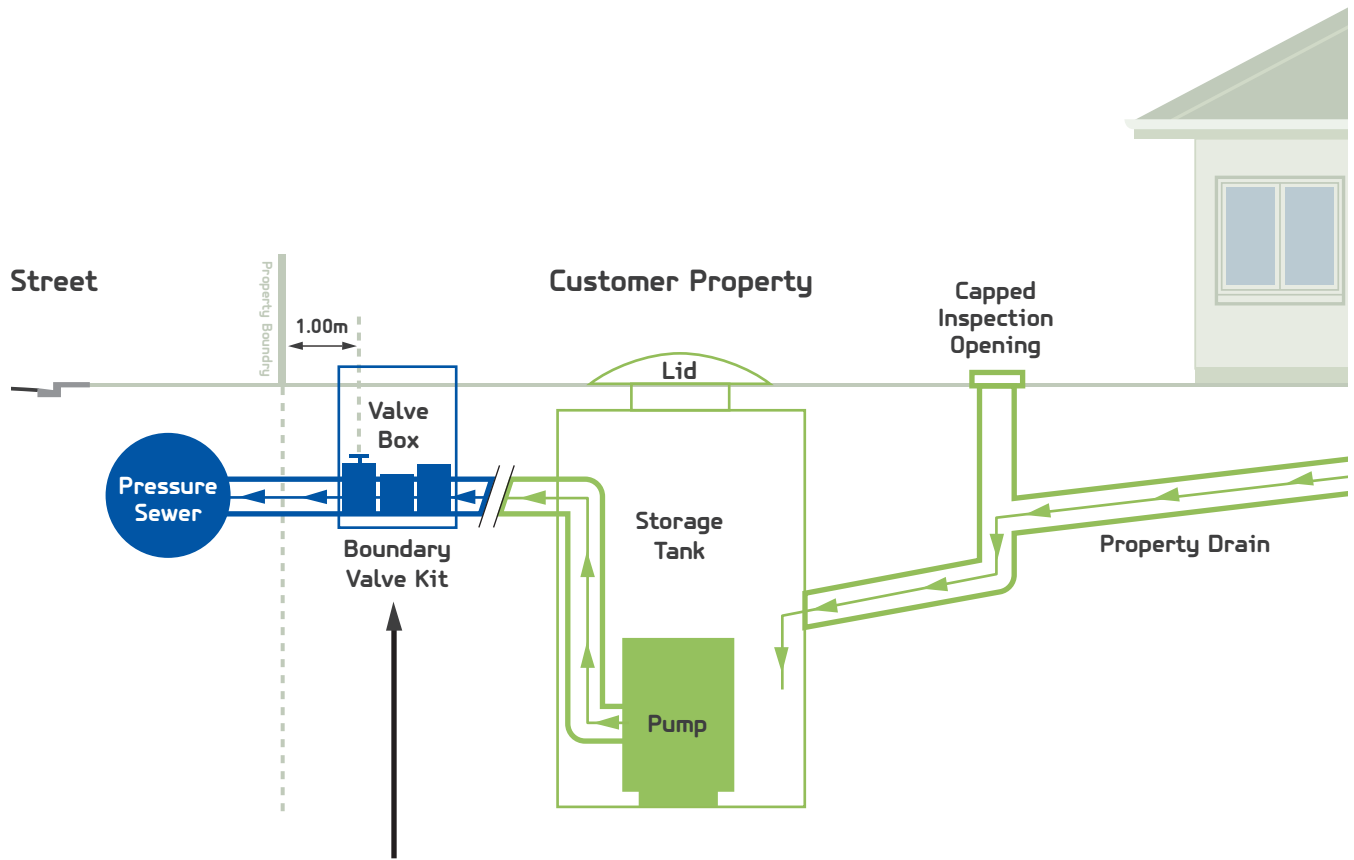 Street
Property Boundry
1.00m
Customer Property
Capped
Inspection
Opening
Lid
Valve
Box
Pressure
Sewer
Storage
Tank
Boundary
Valve Kit
Property Drain
Pump